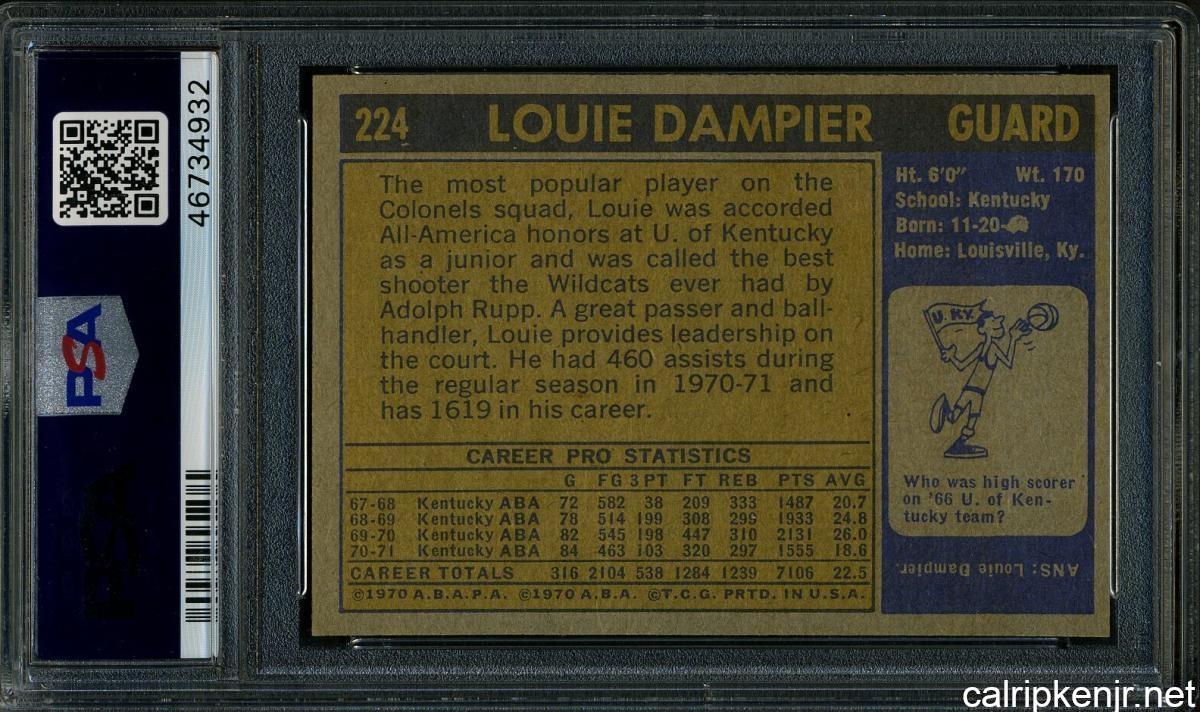 46734932
PSA
224 LOUIE DAMPIER GUARD
The most popular player on the
Colonels squad, Louie was accorded
All-America honors at U. of Kentucky
as a junior and was called the best
shooter the Wildcats ever had by
Adolph Rupp. A great passer and ball-
handler, Louie provides leadership on
the court. He had 460 assists during
the regular season in 1970-71 and
has 1619 in his career.
CAREER PRO STATISTICS
G FG 3 PT FT REB PTS AVG
67-68 Kentucky ABA 72 582 38 209 333 1487 20.7
68-69 Kentucky ABA 78 514 199 308 299 1933 24.8
69-70 Kentucky ABA 82 545 198 447 310 2131 26.0
70-71 Kentucky ABA 84 463 103 320 297 1555 18.6
CAREER TOTALS 316 2104 538 1284 1239 7106 22.5
©1970 A.B.A.P.A. ©1970 A.B.A. ©T.C.G. PRTD. IN U.S.A.
Ht. 6'0" Wt. 170
School: Kentucky
Born: 11-20-
Home: Louisville, Ky.
U. KY.
Who was high scorer
on '66 U. of Ken-
tucky team?
ANS: Louie Dampier.
calripkenjr.net